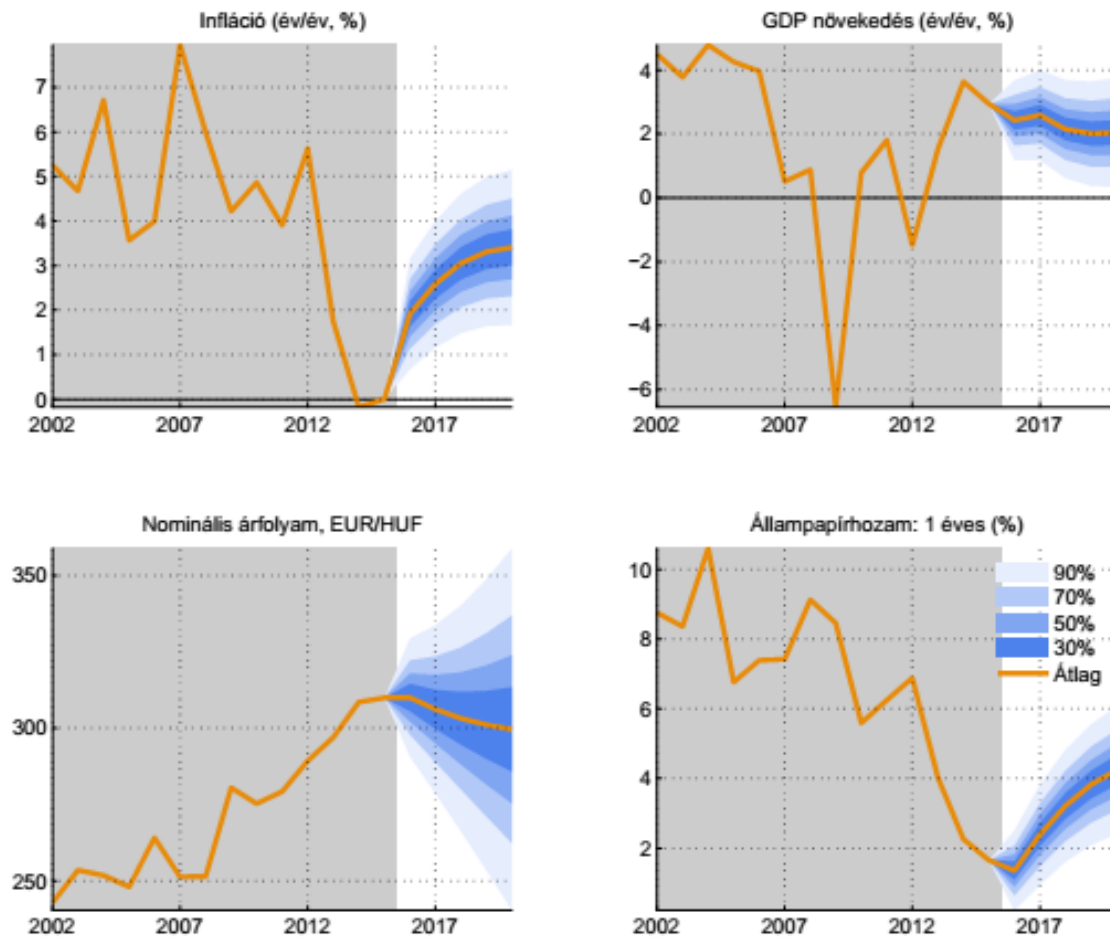 Infláció (év/év, %)
7
6
5
4
3
2
1
0
2002 2007 2012 2017
GDP növekedés (év/év, %)
4
2
0
−2
−4
−6
2002 2007 2012 2017
Nominális árfolyam, EUR/HUF
350
300
250
2002 2007 2012 2017
Állampapírhozam: 1 éves (%)
10
8
6
4
2
2002 2007 2012 2017
90%
70%
50%
30%
Átlag